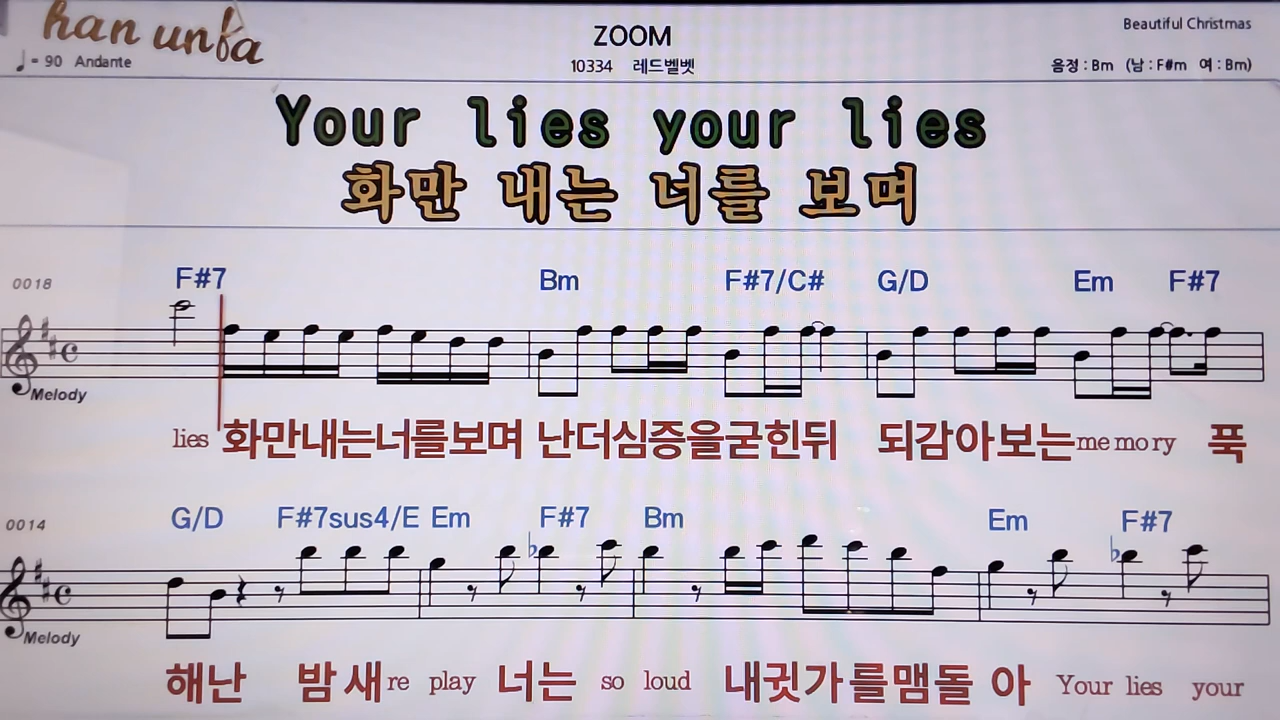 han unfa
ZOOM
Beautiful Christmas
♩= 90 Andante
10334 레드벨벳
음정 : Bm (남 : F#m 여 : Bm)
Your lies your lies
화만 내는 너를 보며
0018
F#7 Bm F#7/C# G/D Em F#7
Melody
lies 화만내는너를보며 난더심증을굳힌뒤 되감아보는memory 푹
0014
G/D F#7sus4/E Em F#7 Bm Em F#7
Melody
해난 밤새re play 너는 so loud 내귓가를맴돌아 Your lies your